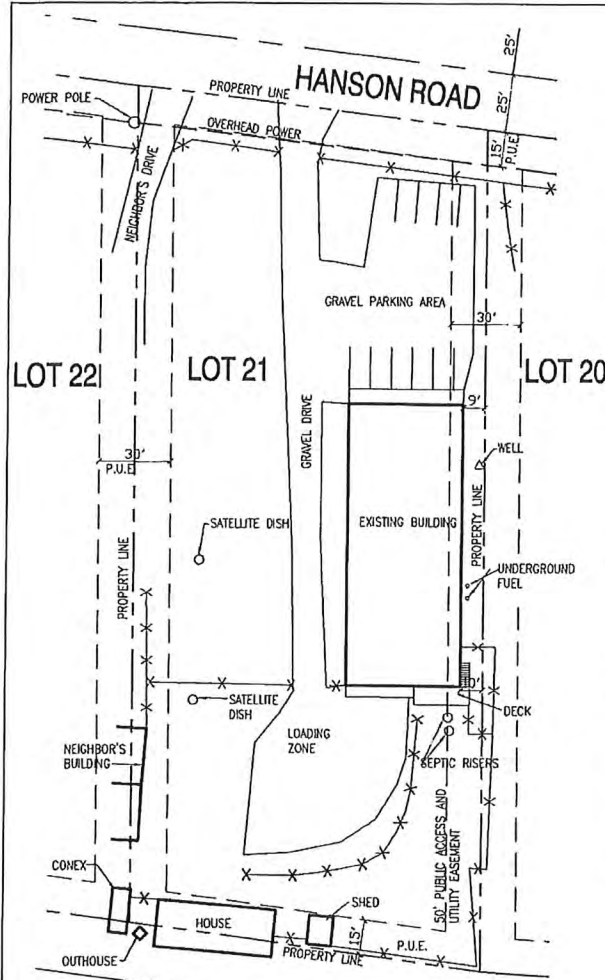 25'
HANSON ROAD
PROPERTY LINE
25'
POWER POLE
OVERHEAD POWER
15'
P.U.E.
NEIGHBOR'S DRIVE
GRAVEL PARKING AREA
30'
LOT 22
LOT 21
LOT 20
GRAVEL DRIVE
9'
30'
P.U.E.
WELL
PROPERTY LINE
SATELLITE DISH
EXISTING BUILDING
UNDERGROUND
FUEL
PROPERTY LINE
SATELLITE
DISH
DECK
NEIGHBOR'S
BUILDING
LOADING
ZONE
SEPTIC RISERS
50' PUBLIC ACCESS AND
UTILITY EASEMENT
CONEX
SHED
HOUSE
15'
P.U.E.
OUTHOUSE
PROPERTY LINE